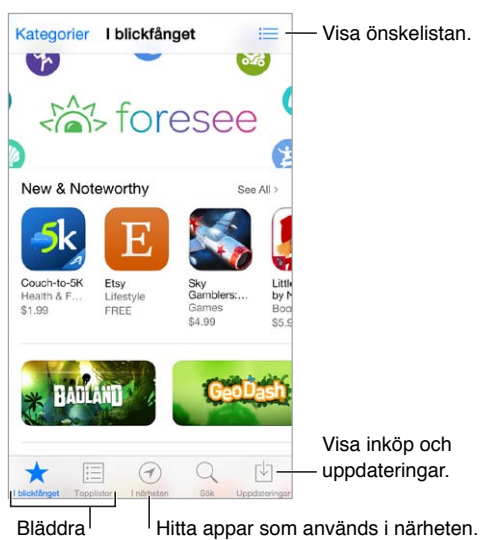 Kategorier I blickfånget
Visa önskelistan.
foresee
New & Noteworthy See All >
5k
E
Couch-to-5K
Health & F...
$1.99
Etsy
Lifestyle
FREE
Sky
Gamblers:...
Games
$4.99
Littl
by N
Boo
$5.9
BADLAND
GeoDash
Visa inköp och
uppdateringar.
I blickfånget Topplistor I närheten Sök Uppdateringar
Bläddra
Hitta appar som används i närheten.